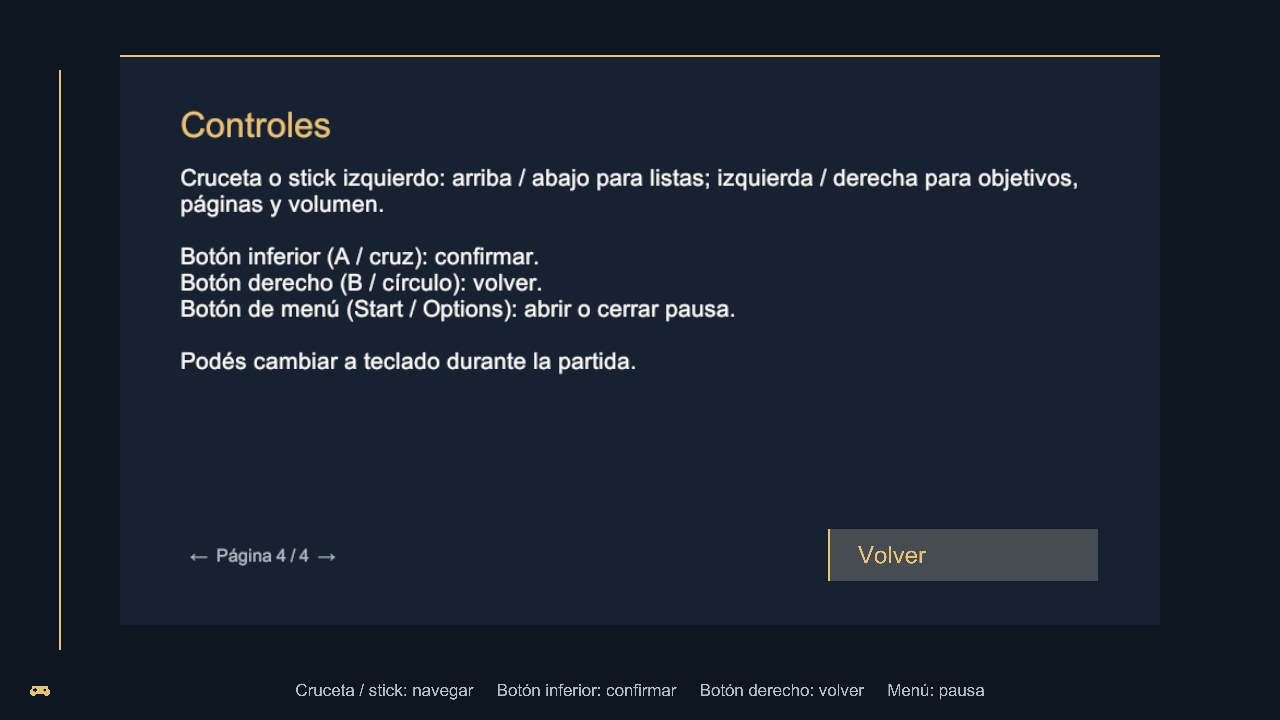 Controles
Cruceta o stick izquierdo: arriba / abajo para listas; izquierda / derecha para objetivos,
páginas y volumen.
Botón inferior (A / cruz): confirmar.
Botón derecho (B / círculo): volver.
Botón de menú (Start / Options): abrir o cerrar pausa.
Podés cambiar a teclado durante la partida.
← Página 4 / 4 →
Volver
Cruceta / stick: navegar Botón inferior: confirmar Botón derecho: volver Menú: pausa